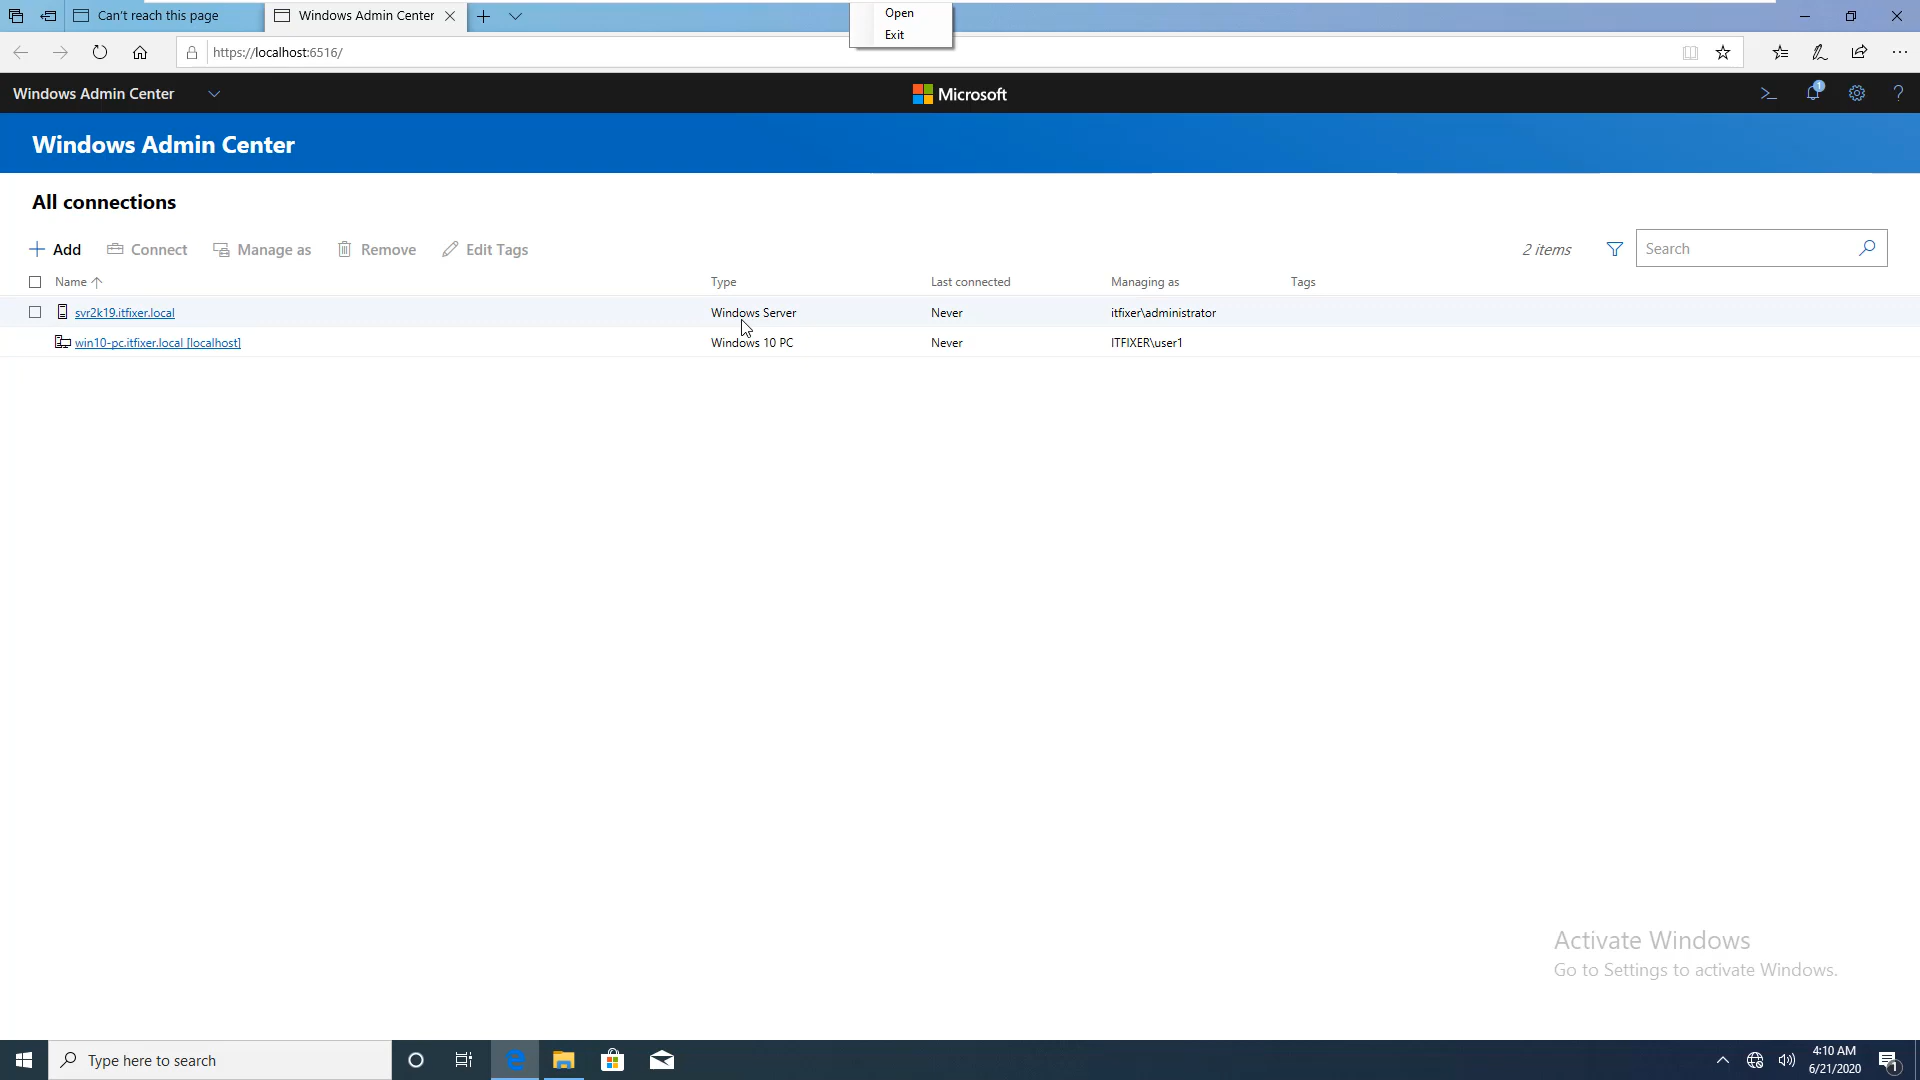 Can't reach this page
Windows Admin Center
Open
Exit
https://localhost:6516/
Windows Admin Center
Microsoft
1
Windows Admin Center
All connections
Add
Connect
Manage as
Remove
Edit Tags
2 items
Search
Name
Type
Last connected
Managing as
Tags
svr2k19.itfixer.local
Windows Server
Never
itfixer\administrator
win10-pc.itfixer.local [localhost]
Windows 10 PC
Never
ITFIXER\user1
Activate Windows
Go to Settings to activate Windows.
Type here to search
4:10 AM
6/21/2020
1